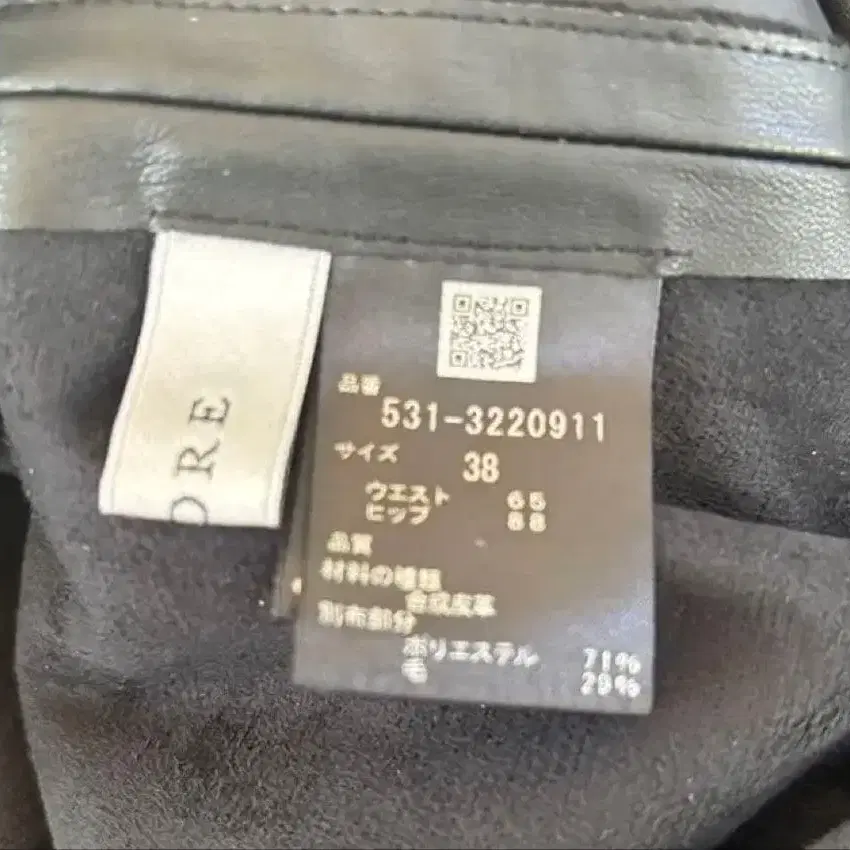 ORE
品番
531-3220911
サイズ 38
ウエスト 65
ヒップ 88
品質
材料の種類
合成皮革
別布部分
ポリエステル 71%
毛 29%